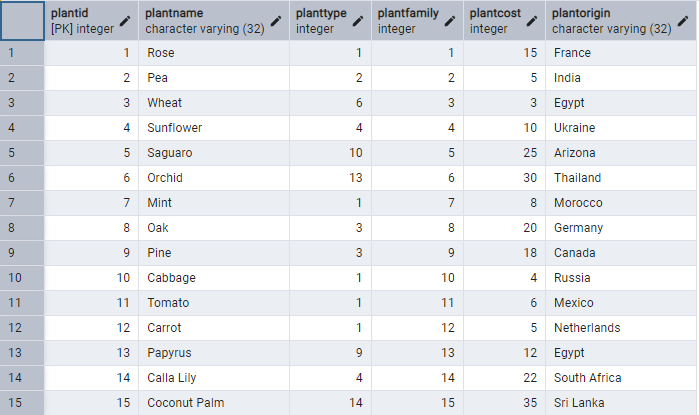 plantid plantname planttype plantfamily plantcost plantorigin
[PK] integer character varying (32) integer integer integer character varying (32)
1 1 Rose 1 1 15 France
2 2 Pea 2 2 5 India
3 3 Wheat 6 3 3 Egypt
4 4 Sunflower 4 4 10 Ukraine
5 5 Saguaro 10 5 25 Arizona
6 6 Orchid 13 6 30 Thailand
7 7 Mint 1 7 8 Morocco
8 8 Oak 3 8 20 Germany
9 9 Pine 3 9 18 Canada
10 10 Cabbage 1 10 4 Russia
11 11 Tomato 1 11 6 Mexico
12 12 Carrot 1 12 5 Netherlands
13 13 Papyrus 9 13 12 Egypt
14 14 Calla Lily 4 14 22 South Africa
15 15 Coconut Palm 14 15 35 Sri Lanka